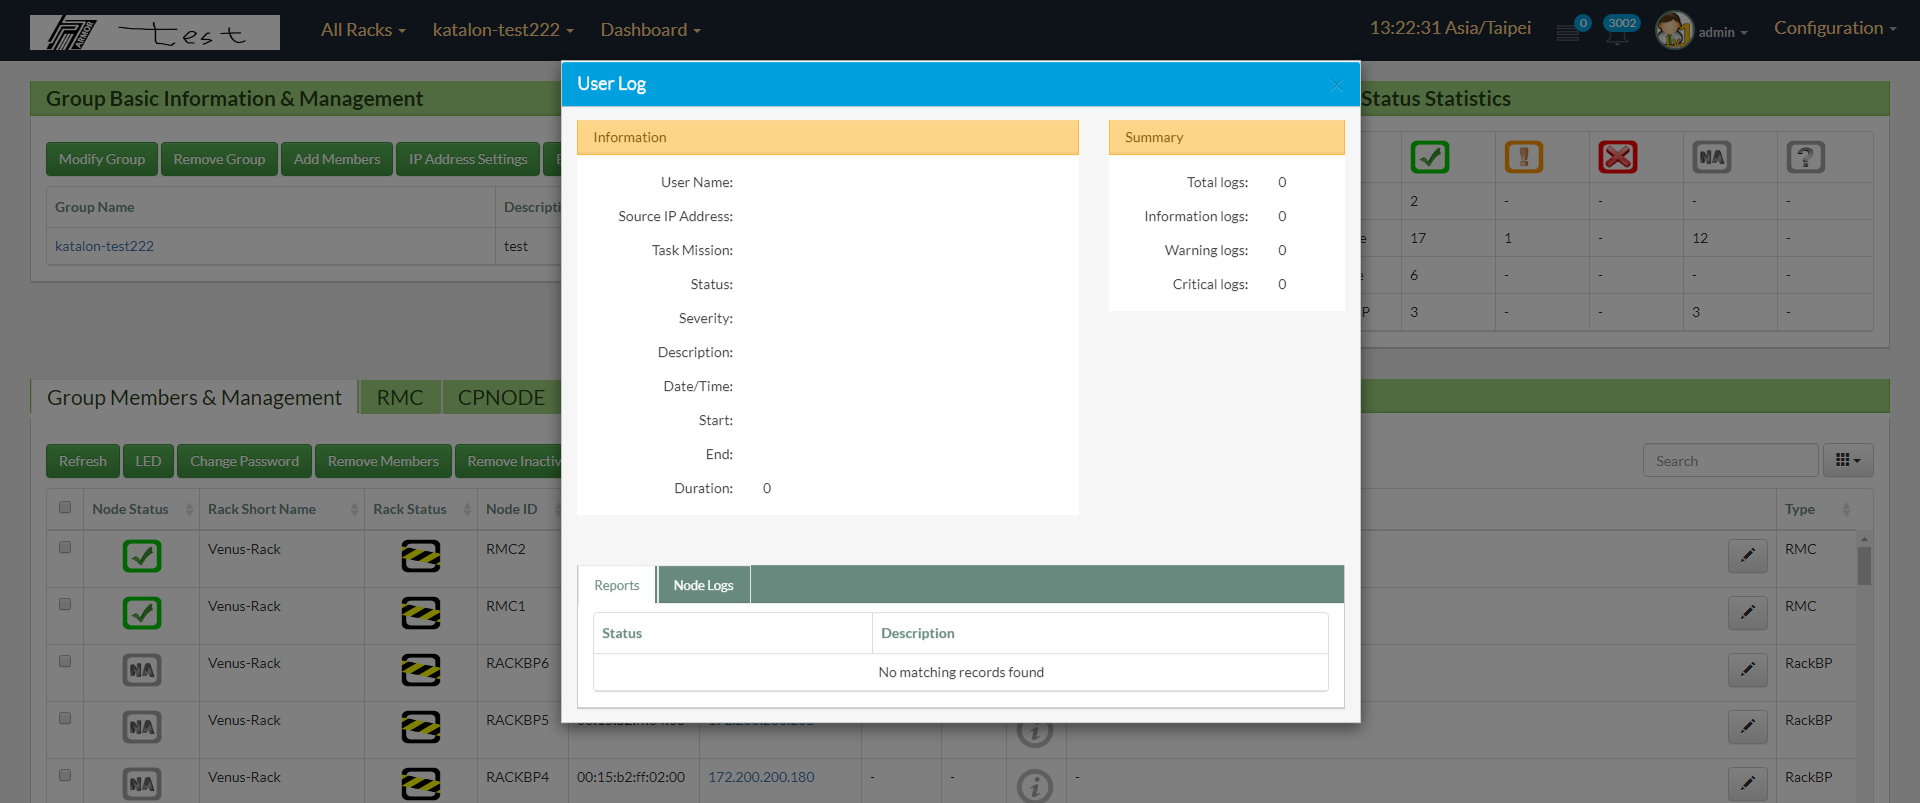 ARMOR test All Racks katalon-test222 Dashboard 13:22:31 Asia/Taipei 0 3002 admin Configuration
Group Basic Information & Management
Modify Group Remove Group Add Members IP Address Settings
Group Name Descripti
katalon-test222 test
Status Statistics
NA
2 - - - -
e 17 1 - 12 -
e 6 - - - -
P 3 - - 3 -
User Log
Information
User Name:
Source IP Address:
Task Mission:
Status:
Severity:
Description:
Date/Time:
Start:
End:
Duration: 0
Summary
Total logs: 0
Information logs: 0
Warning logs: 0
Critical logs: 0
Reports Node Logs
Status Description
No matching records found
Group Members & Management RMC CPNODE
Refresh LED Change Password Remove Members Remove Inactiv
Search
Node Status Rack Short Name Rack Status Node ID Type
Venus-Rack RMC2 RMC
Venus-Rack RMC1 RMC
NA Venus-Rack RACKBP6 RackBP
NA Venus-Rack RACKBP5 RackBP
NA Venus-Rack RACKBP4 00:15:b2:ff:02:00 172.200.200.180 - - - RackBP